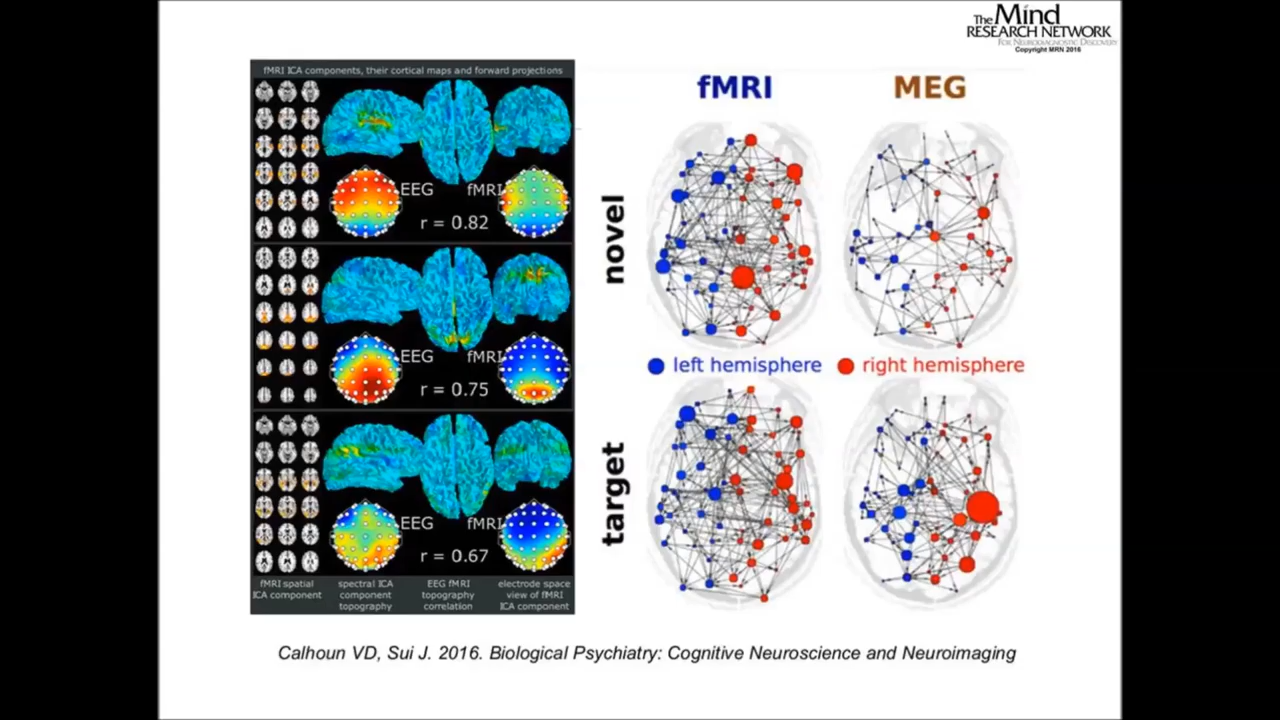 The Mind
RESEARCH NETWORK
FOR NEURODIAGNOSTIC DISCOVERY
Copyright MRN 2016
fMRI ICA components, their cortical maps and forward projections
EEG
fMRI
r = 0.82
EEG
fMRI
r = 0.75
EEG
fMRI
r = 0.67
fMRI spatial
ICA component
spectral ICA
component
topography
EEG fMRI
topography
correlation
electrode space
view of fMRI
ICA component
fMRI
MEG
novel
left hemisphere
right hemisphere
target
Calhoun VD, Sui J. 2016. Biological Psychiatry: Cognitive Neuroscience and Neuroimaging